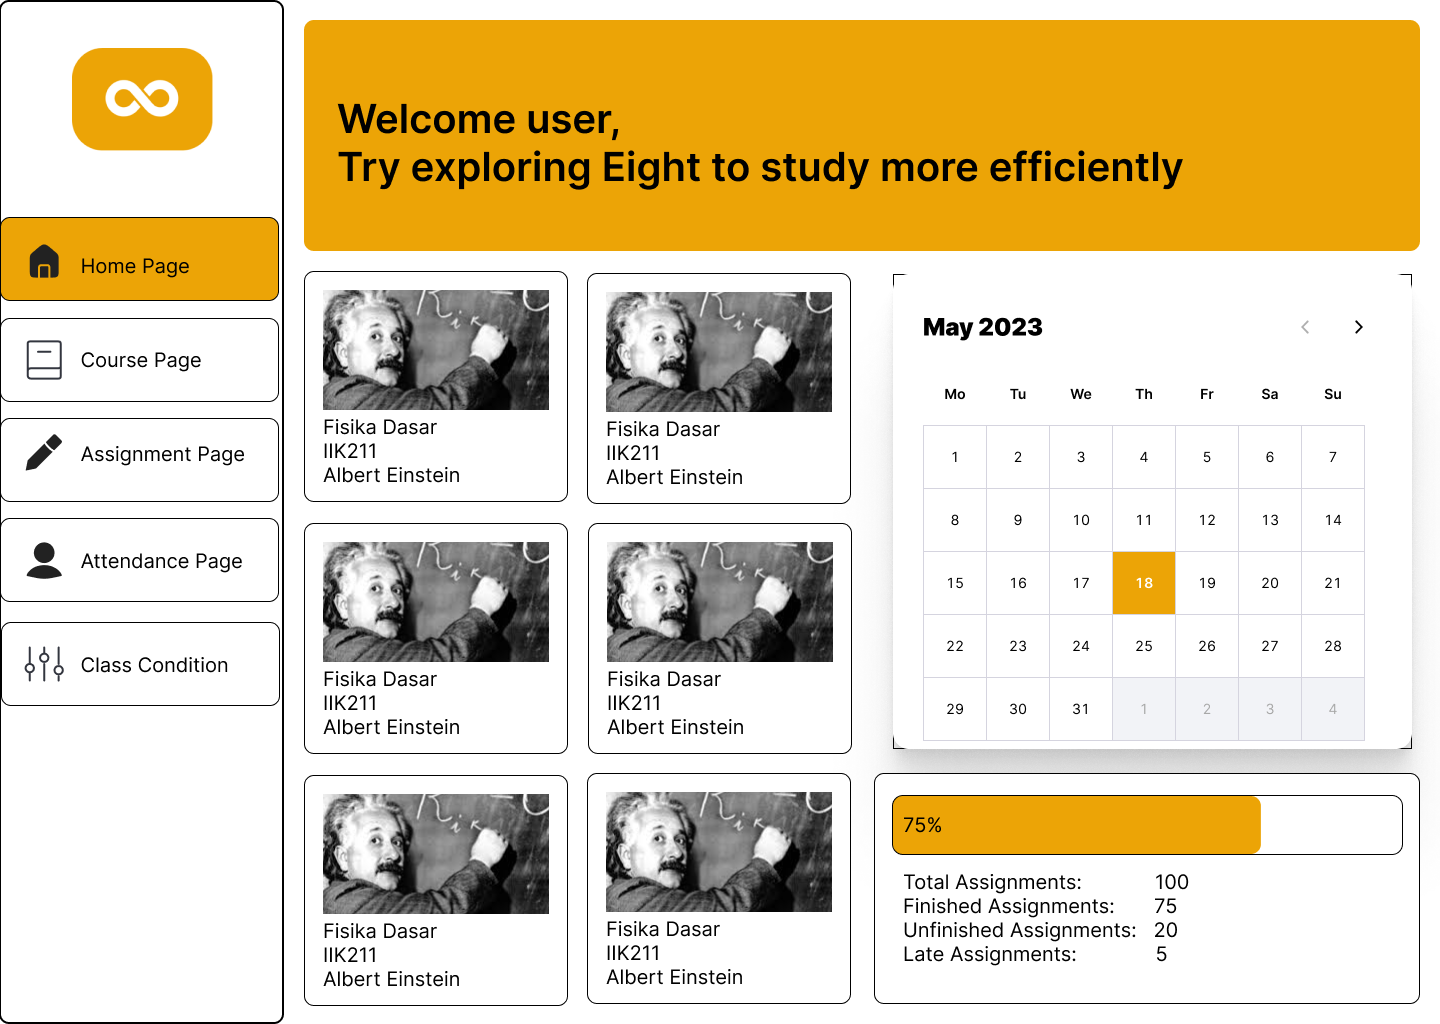 Welcome user,
Try exploring Eight to study more efficiently
Home Page
Course Page
Assignment Page
Attendance Page
Class Condition
Fisika Dasar
IIK211
Albert Einstein
Fisika Dasar
IIK211
Albert Einstein
Fisika Dasar
IIK211
Albert Einstein
Fisika Dasar
IIK211
Albert Einstein
Fisika Dasar
IIK211
Albert Einstein
Fisika Dasar
IIK211
Albert Einstein
May 2023
Mo Tu We Th Fr Sa Su
1 2 3 4 5 6 7
8 9 10 11 12 13 14
15 16 17 18 19 20 21
22 23 24 25 26 27 28
29 30 31 1 2 3 4
75%
Total Assignments: 100
Finished Assignments: 75
Unfinished Assignments: 20
Late Assignments: 5